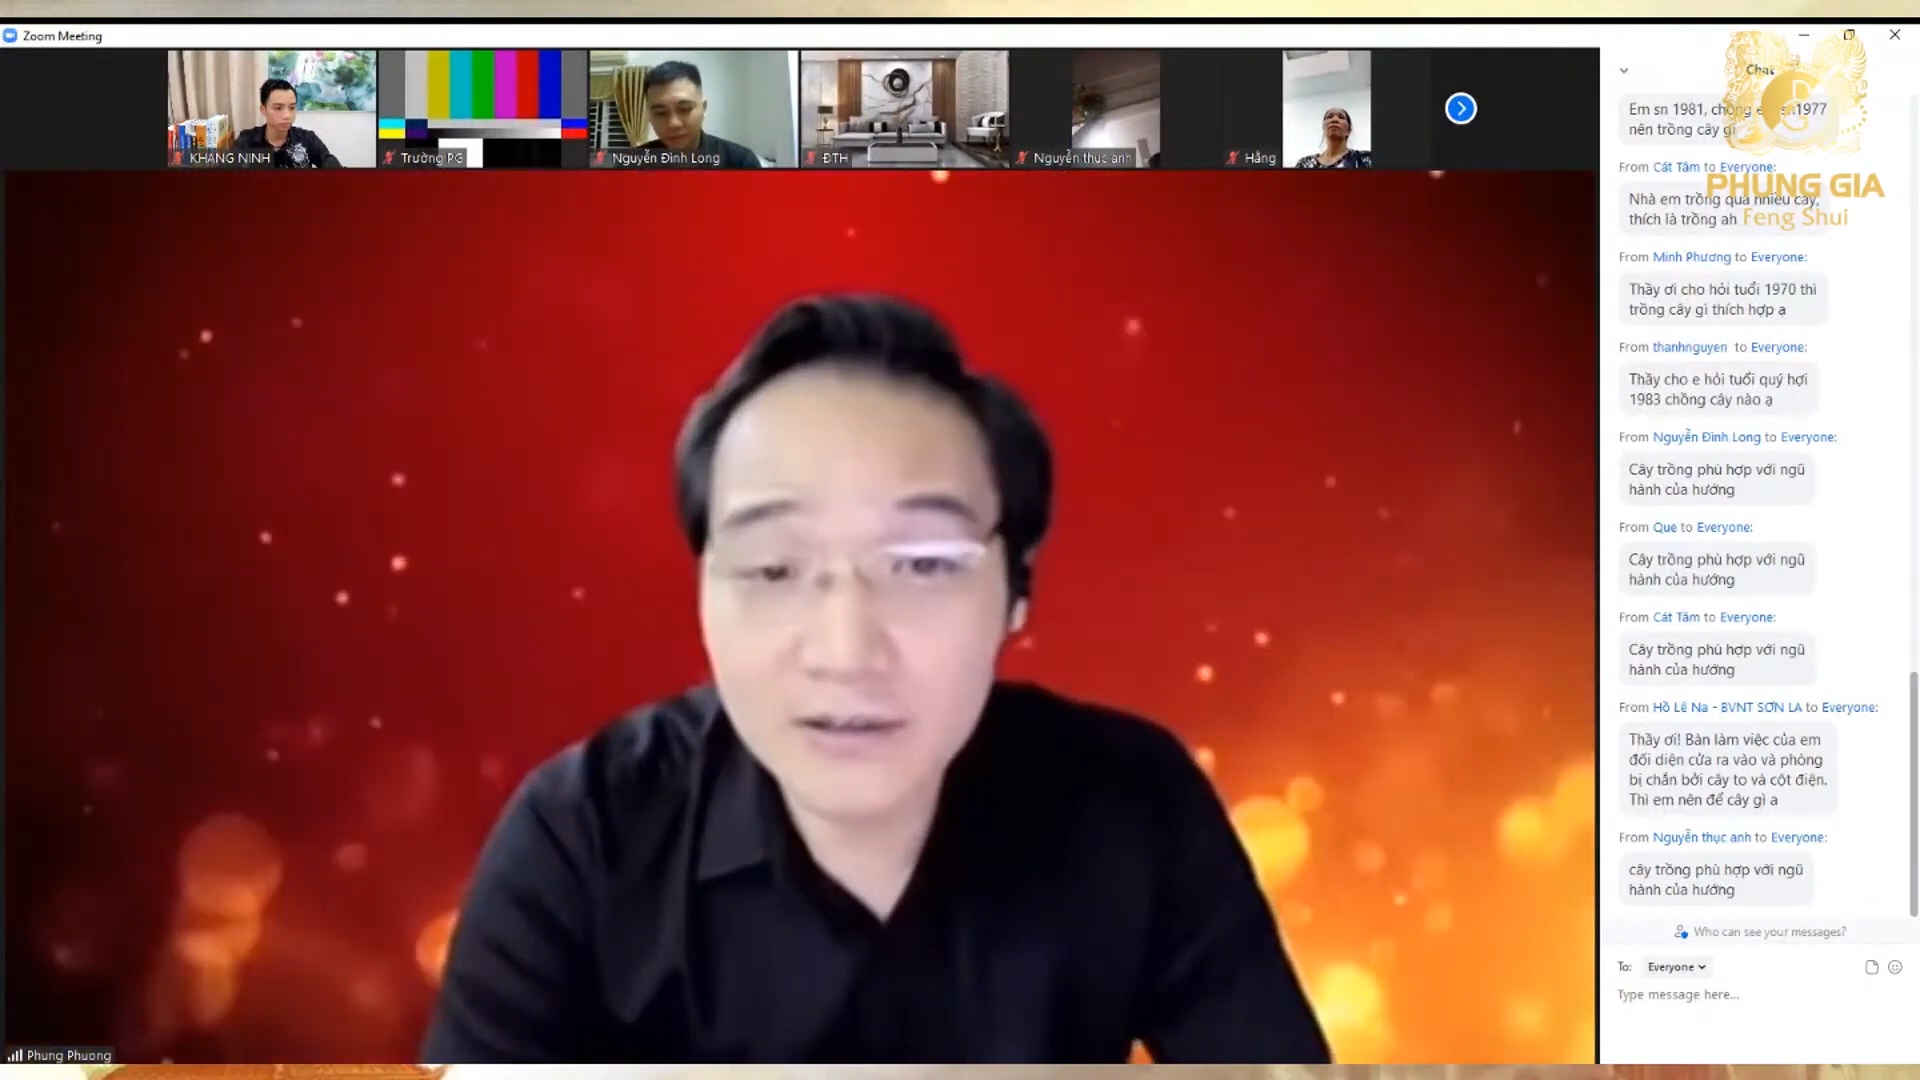 Zoom Meeting
KHANG NINH
Trường PG
Nguyễn Đình Long
ĐTH
Nguyễn thục anh
Hằng
Phung Phuong
Chat
PHUNG GIA
Feng Shui
Em sn 1981, chồng
1977
nên trồng cây gì
From Cát Tâm to Everyone:
Nhà em trồng quá nhiều cây,
thích là trồng ah
From Minh Phương to Everyone:
Thầy ơi cho hỏi tuổi 1970 thì
trồng cây gì thích hợp ạ
From thanhnguyen to Everyone:
Thầy cho e hỏi tuổi quý hợi
1983 chồng cây nào ạ
From Nguyễn Đình Long to Everyone:
Cây trồng phù hợp với ngũ
hành của hướng
From Que to Everyone:
Cây trồng phù hợp với ngũ
hành của hướng
From Cát Tâm to Everyone:
Cây trồng phù hợp với ngũ
hành của hướng
From Hồ Lê Na - BVNT SƠN LA to Everyone:
Thầy ơi! Bàn làm việc của em
đối diện cửa ra vào và phòng
bị chắn bởi cây to và cột điện.
Thì em nên để cây gì a
From Nguyễn thục anh to Everyone:
cây trồng phù hợp với ngũ
hành của hướng
Who can see your messages?
To: Everyone
Type message here...